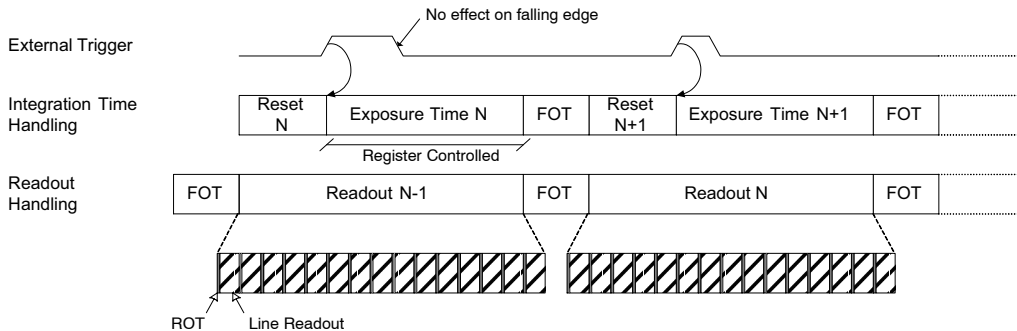 No effect on falling edge
External Trigger
Integration Time
Handling
Reset
N
Exposure Time N
FOT
Reset
N+1
Exposure Time N+1
FOT
Register Controlled
Readout
Handling
FOT
Readout N-1
FOT
Readout N
FOT
ROT
Line Readout